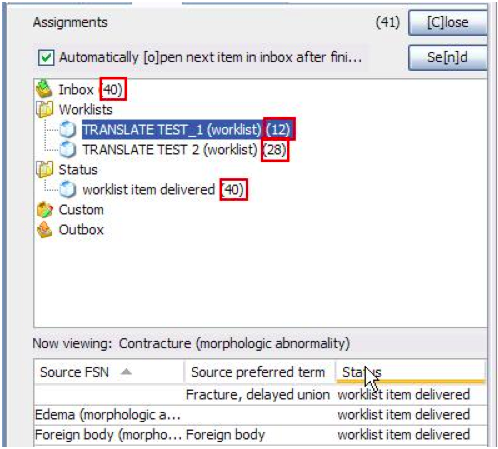 Assignments (41) [C]lose
Automatically [o]pen next item in inbox after fini... Se[n]d
Inbox (40)
Worklists
TRANSLATE TEST_1 (worklist) (12)
TRANSLATE TEST 2 (worklist) (28)
Status
worklist item delivered (40)
Custom
Outbox
Now viewing: Contracture (morphologic abnormality)
Source FSN Source preferred term Status
Fracture, delayed union worklist item delivered
Edema (morphologic a... worklist item delivered
Foreign body (morpho... Foreign body worklist item delivered